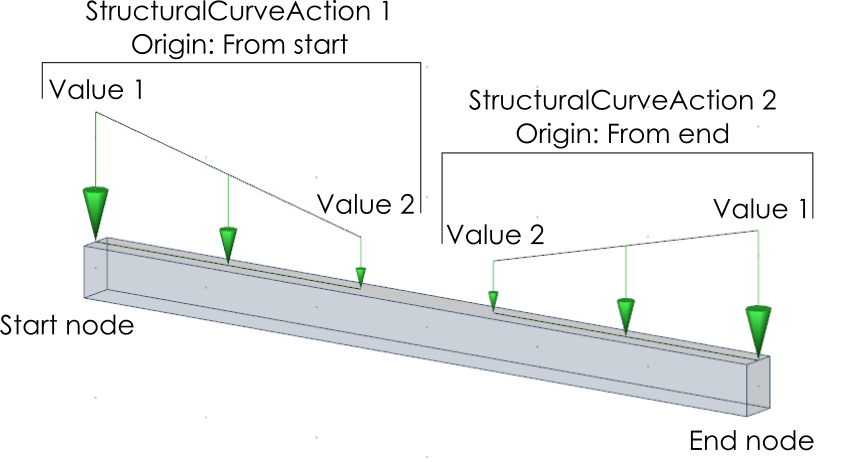 StructuralCurveAction 1
Origin: From start
Value 1
Value 2
StructuralCurveAction 2
Origin: From end
Value 2
Value 1
Start node
End node